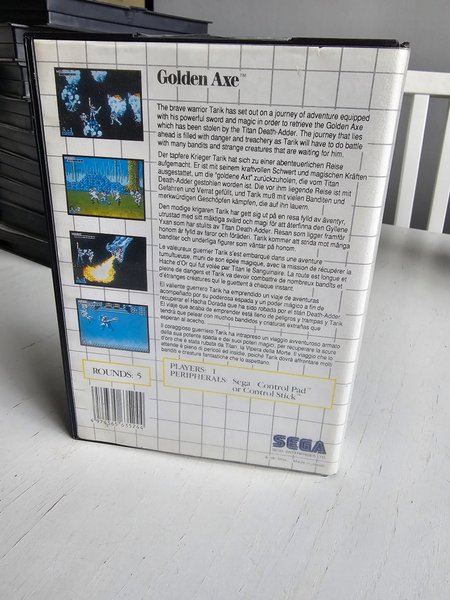 Golden Axe™
The brave warrior Tarik has set out on a journey of adventure equipped
with his powerful sword and magic in order to retrieve the Golden Axe
which has been stolen by the Titan Death-Adder. The journey that lies
ahead is filled with danger and treachery as Tarik will have to do battle
with many bandits and strange creatures that are waiting for him.
Der tapfere Krieger Tarik hat sich zu einer abenteuerlichen Reise
aufgemacht. Er ist mit seinem kraftvollen Schwert und magischen Kräften
ausgestattet, um die "goldene Axt" zurückzuholen, die vom Titan
Death-Adder gestohlen worden ist. Die vor ihm liegende Reise ist mit
Gefahren und Verrat gefüllt, und Tarik muß mit vielen Banditen und
merkwürdigen Geschöpfen kämpfen, die auf ihn lauern.
Den modige krigaren Tarik har gett sig ut på en resa fylld av äventyr,
utrustad med sitt mäktiga svärd och magi för att återfinna den Gyllene
Yxan som har tagits av titanen Death-Adder. Resan som ligger framför
honom är fylld av faror och förräderi. Tarik kommer att strida mot många
banditer och underliga figurer som väntar på honom.
Le valeureux guerrier Tarik s'est embarqué dans une aventure
tumultueuse, muni de son épée magique, avec la mission de récupérer la
Hache d'Or qui fut volée par Titan le Sanguinaire. La route est longue et
pleine de dangers et Tarik va devoir combattre de nombreux bandits et
d'étranges créatures qui le guettent à chaque instant.
El valiente guerrero Tarik ha emprendido un viaje de aventuras
acompañado por su poderosa espada y un poder mágico a fin de
recuperar el Hacha Dorada que ha sido robada por el titán Death-Adder.
El viaje que acaba de emprender está lleno de peligros y trampas y Tarik
tendrá que pelear con muchos bandidos y criaturas extrañas que
esperan al acecho.
Il coraggioso guerriero Tarik ha intrapreso un viaggio avventuroso armato
della sua potente spada e dei suoi poteri magici, per recuperare la scure
d'oro che è stata rubata da Titan, la Vipera della Morte. Il viaggio che lo
attende è pieno di pericoli ed insidie, poiché Tarik dovrà affrontare molti
banditi e creature fantastiche che lo aspettano.
ROUNDS: 5
PLAYERS: 1
PERIPHERALS: Sega Control Pad™
or Control Stick
SEGA
SEGA ENTERPRISES LTD.